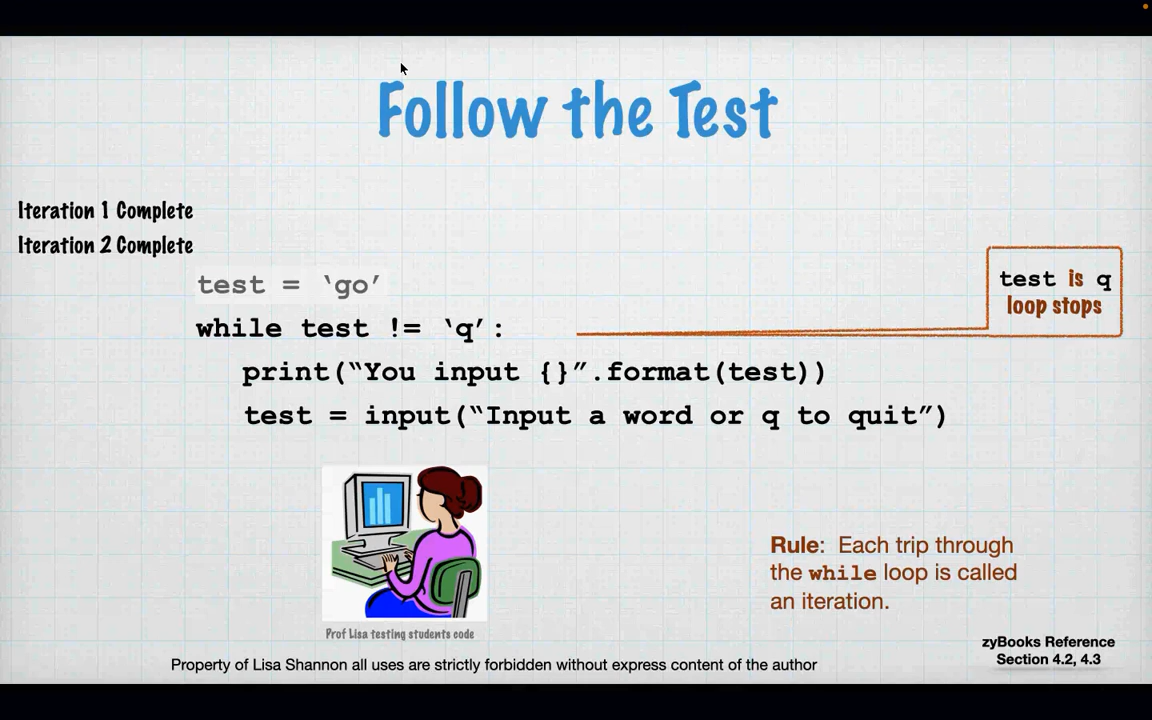 Follow the Test
Iteration 1 Complete
Iteration 2 Complete
test = ‘go’
while test != ‘q’:
print(“You input {}”.format(test))
test = input(“Input a word or q to quit”)
test is q
loop stops
Rule: Each trip through
the while loop is called
an iteration.
Prof Lisa testing students code
zyBooks Reference
Section 4.2, 4.3
Property of Lisa Shannon all uses are strictly forbidden without express content of the author